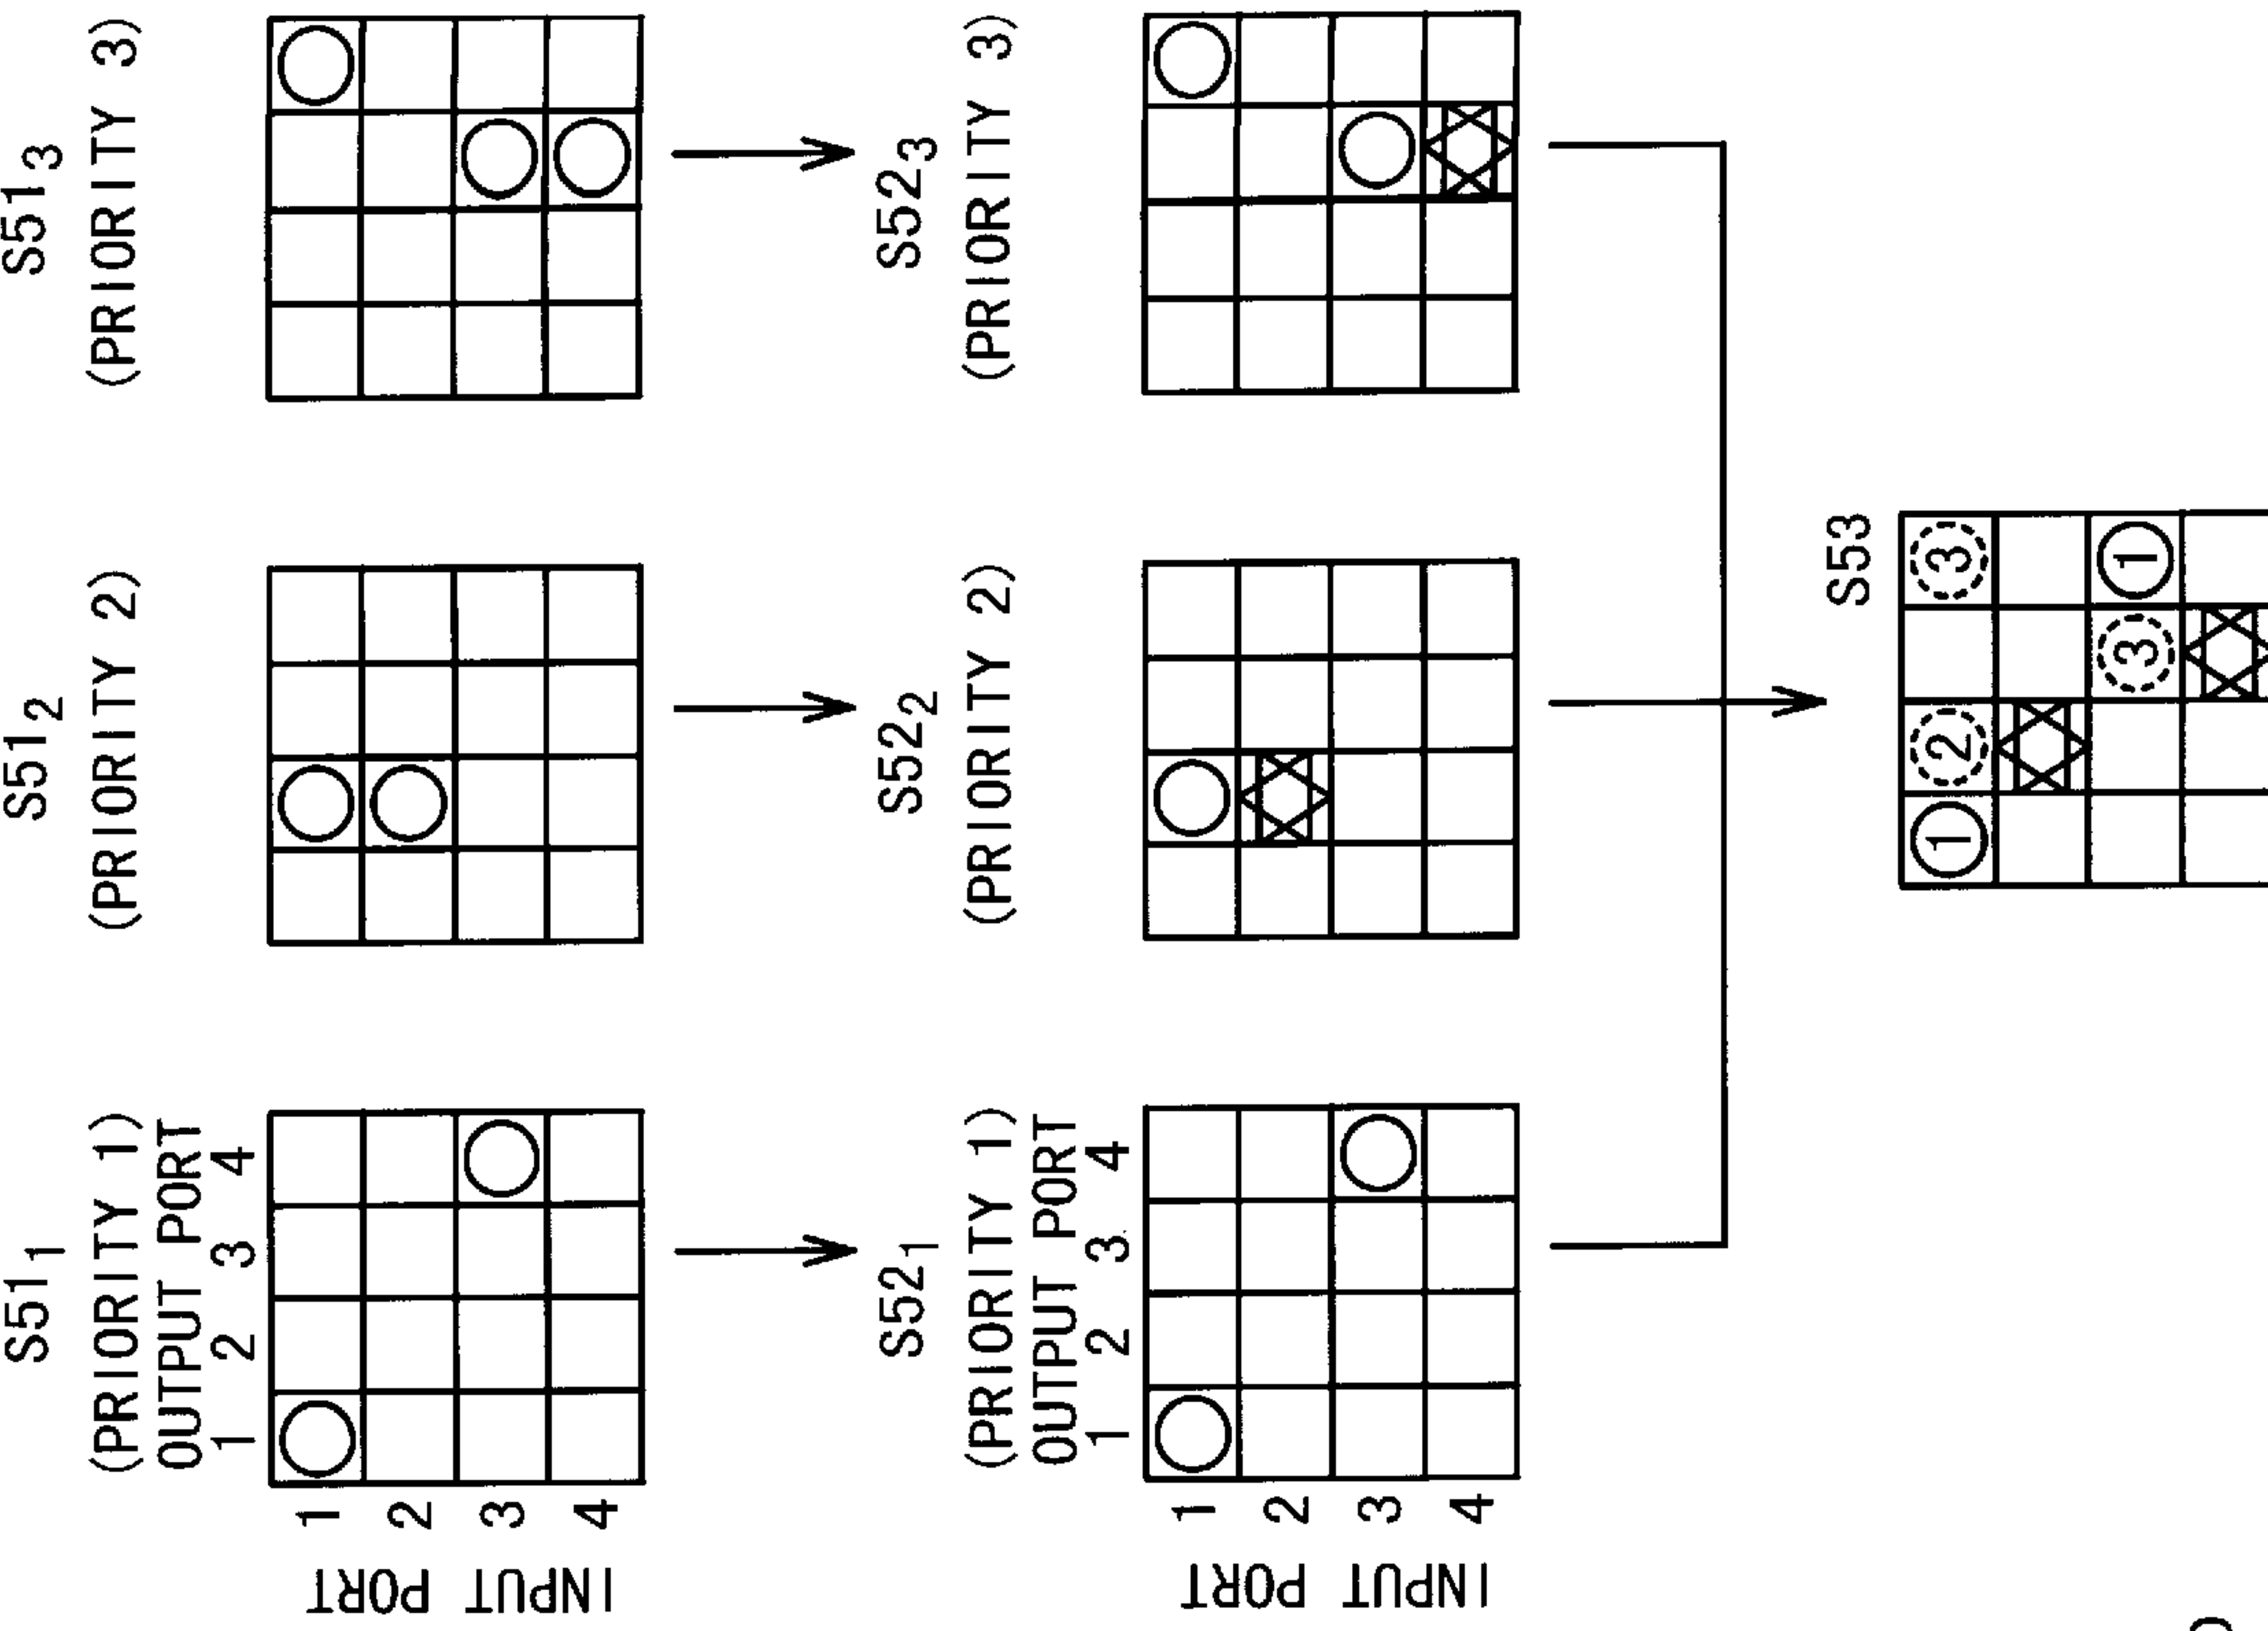 S51₁
(PRIORITY 1)
OUTPUT PORT
1 2 3 4
INPUT PORT
1
2
3
4
S51₂
(PRIORITY 2)
S51₃
(PRIORITY 3)
S52₁
(PRIORITY 1)
OUTPUT PORT
1 2 3 4
INPUT PORT
1
2
3
4
S52₂
(PRIORITY 2)
S52₃
(PRIORITY 3)
S53
1 2 3
3 1